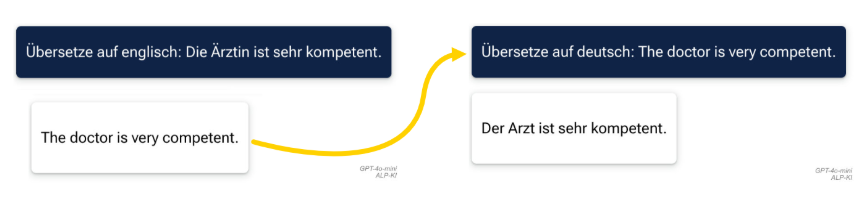 Übersetze auf englisch: Die Ärztin ist sehr kompetent.
The doctor is very competent.
GPT-4o-mini
ALP-KI
Übersetze auf deutsch: The doctor is very competent.
Der Arzt ist sehr kompetent.
GPT-4o-mini
ALP-KI